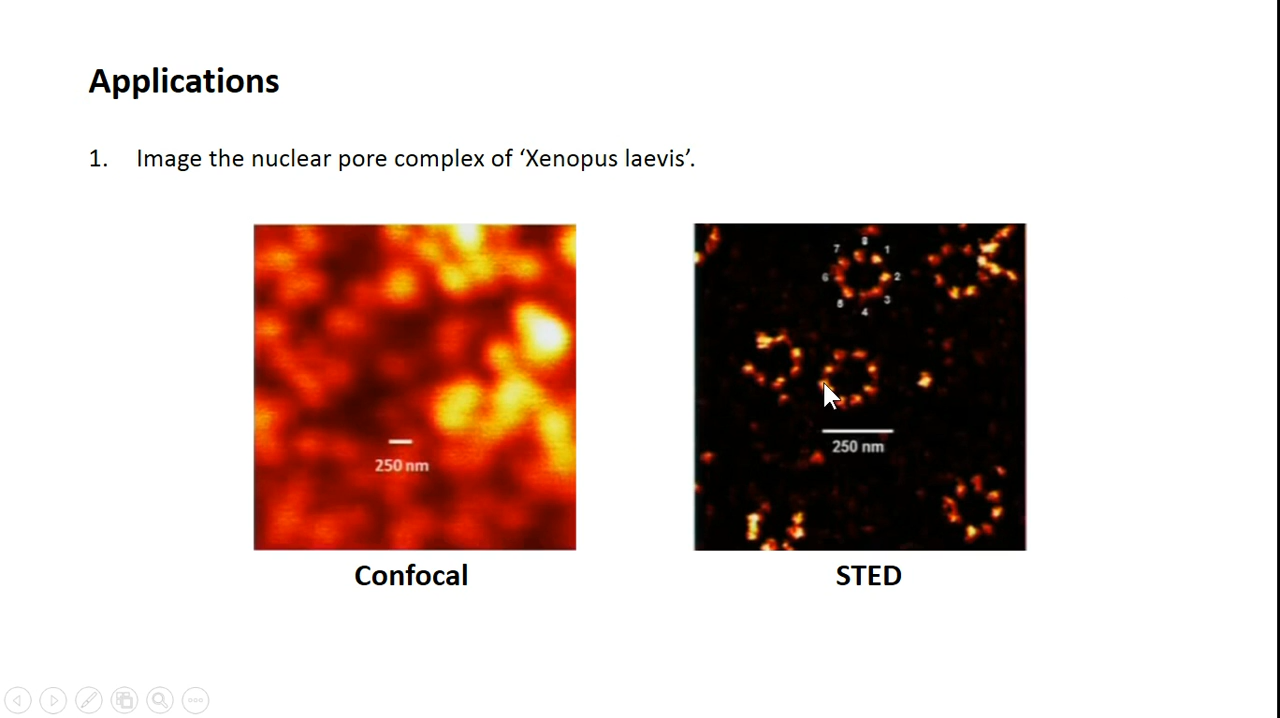 Applications
1. Image the nuclear pore complex of ‘Xenopus laevis’.
250 nm
Confocal
8
7 1
6 2
5 3
4
250 nm
STED